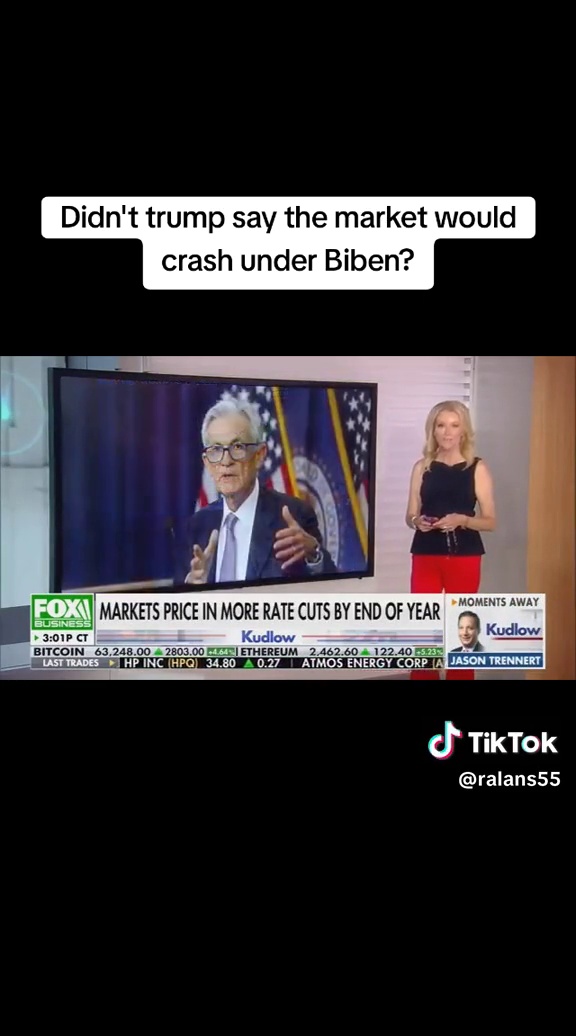 Didn't trump say the market would
crash under Biben?
FOX
BUSINESS
3:01P CT
MARKETS PRICE IN MORE RATE CUTS BY END OF YEAR
Kudlow
BITCOIN 63,248.00 ▲ 2803.00 +4.64% ETHEREUM 2,462.60 ▲ 122.40 +5.23%
LAST TRADES ▶ HP INC (HPQ) 34.80 ▲ 0.27 | ATMOS ENERGY CORP (A
▶MOMENTS AWAY
Kudlow
JASON TRENNERT
TikTok
@ralans55